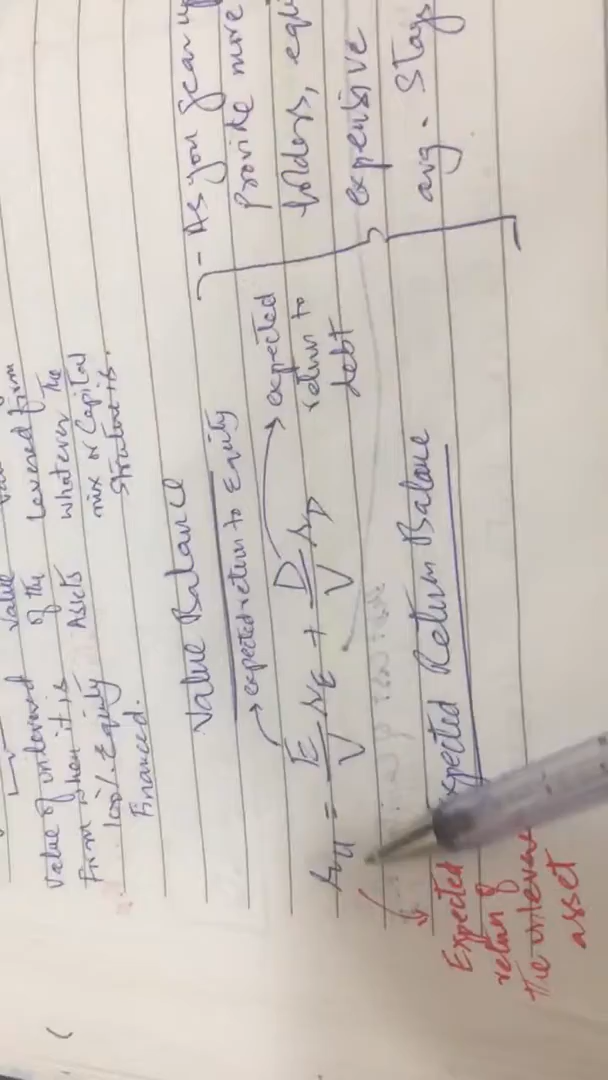 Value
Value of unlevered of the Levered firm
Firm when it is Assets whatever the
100% Equity mix or Capital
Financed. Structure is.
Value Balance
expected return to Equity
rU = E/V rE + D/V rD
expected
return to
debt
Expected Return Balance
Expected
return of
the unlevered
asset
- As you gear up
Provide more
holders,
expensive
avg. Stays